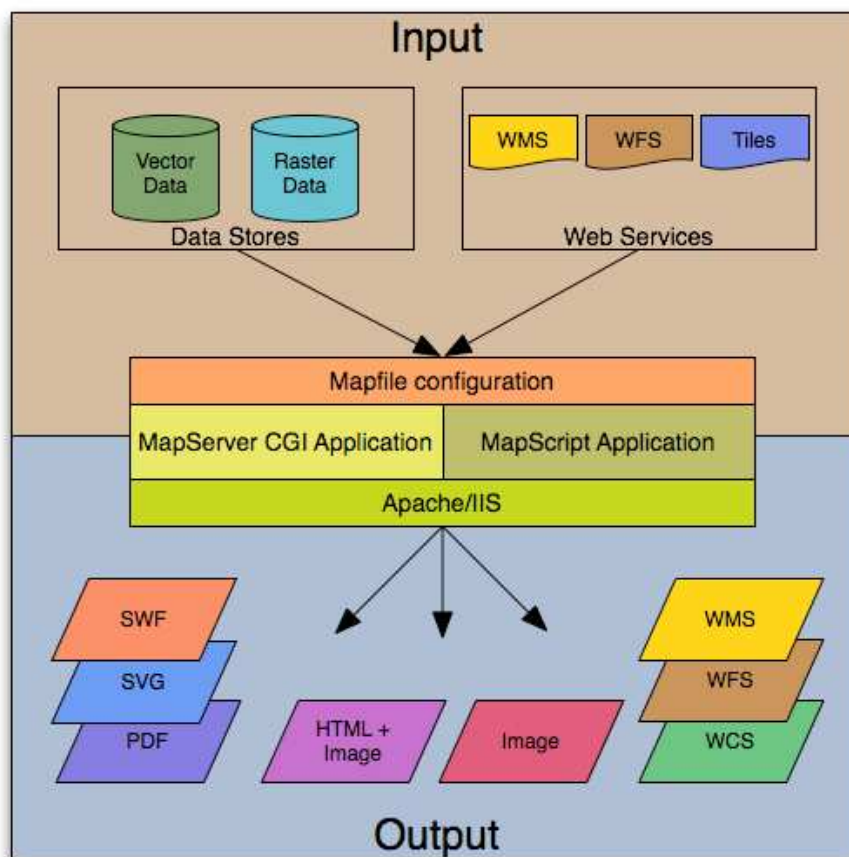 Input
Vector
Data
Raster
Data
Data Stores
WMS
WFS
Tiles
Web Services
Mapfile configuration
MapServer CGI Application
MapScript Application
Apache/IIS
SWF
SVG
PDF
HTML +
Image
Image
WMS
WFS
WCS
Output